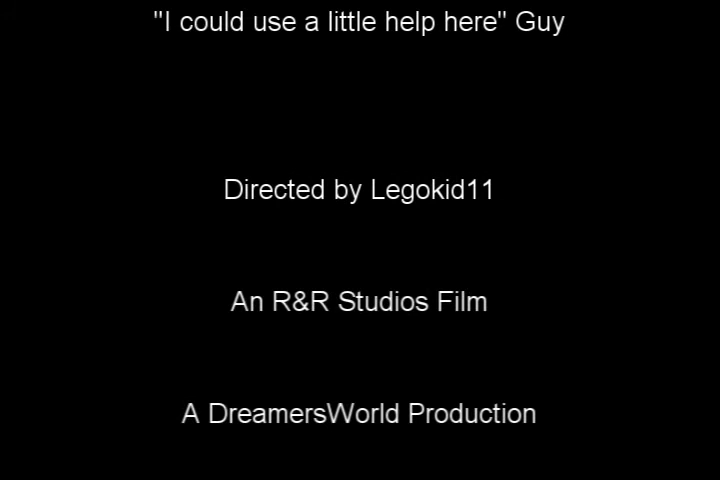 "I could use a little help here" Guy
Directed by Legokid11
An R&R Studios Film
A DreamersWorld Production